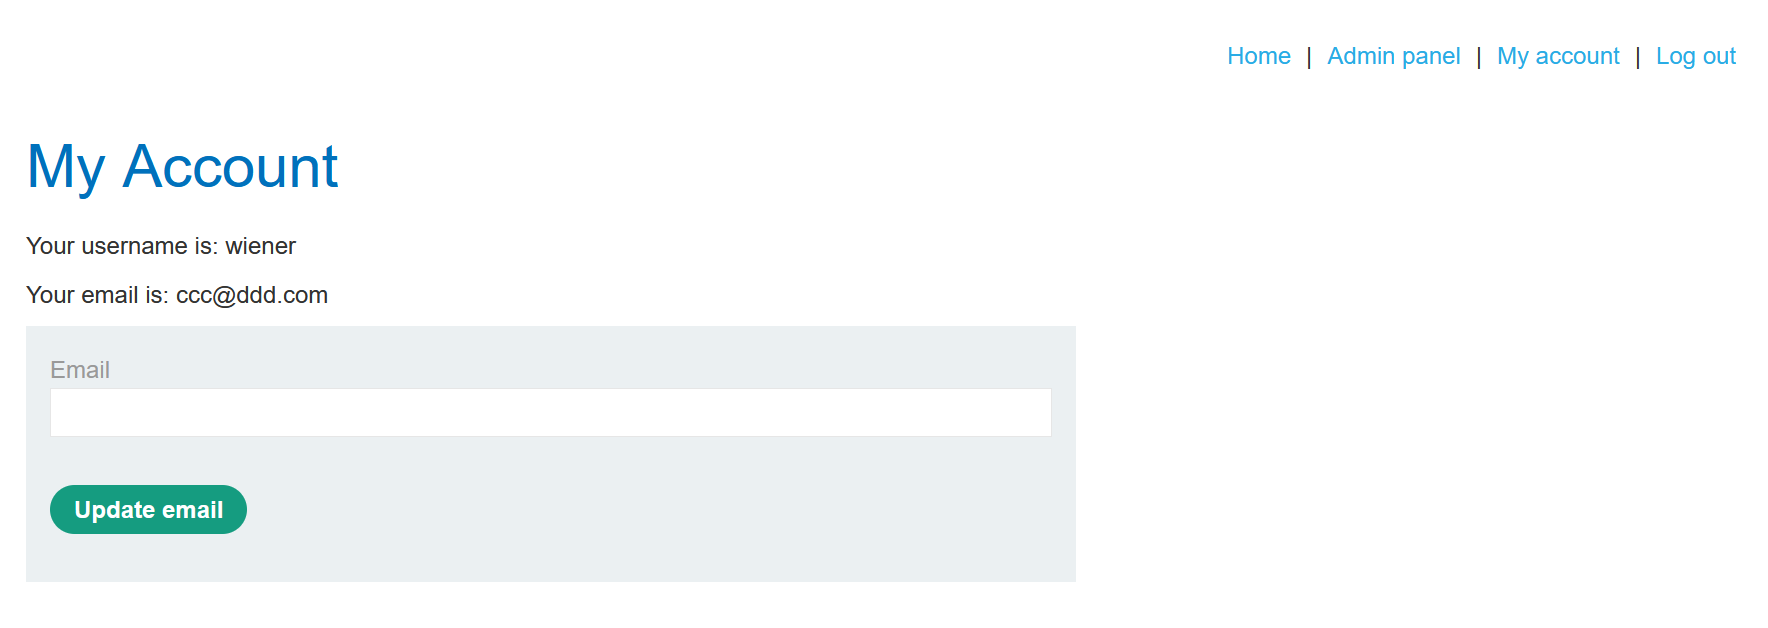 Home | Admin panel | My account | Log out
My Account
Your username is: wiener
Your email is: ccc@ddd.com
Email
Update email